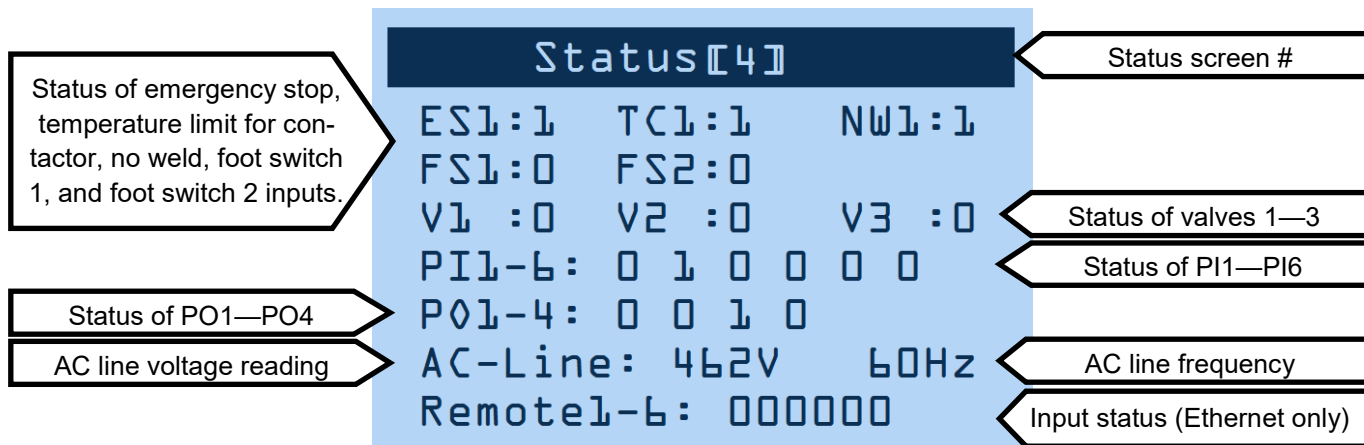 Status[4]
Status screen #
Status of emergency stop,
temperature limit for con-
tactor, no weld, foot switch
1, and foot switch 2 inputs.
ES1:1 TC1:1 NW1:1
FS1:0 FS2:0
V1 :0 V2 :0 V3 :0
Status of valves 1—3
PI1-6: 0 1 0 0 0 0
Status of PI1—PI6
Status of PO1—PO4
PO1-4: 0 0 1 0
AC line voltage reading
AC-Line: 462V 60Hz
AC line frequency
Remote1-6: 000000
Input status (Ethernet only)